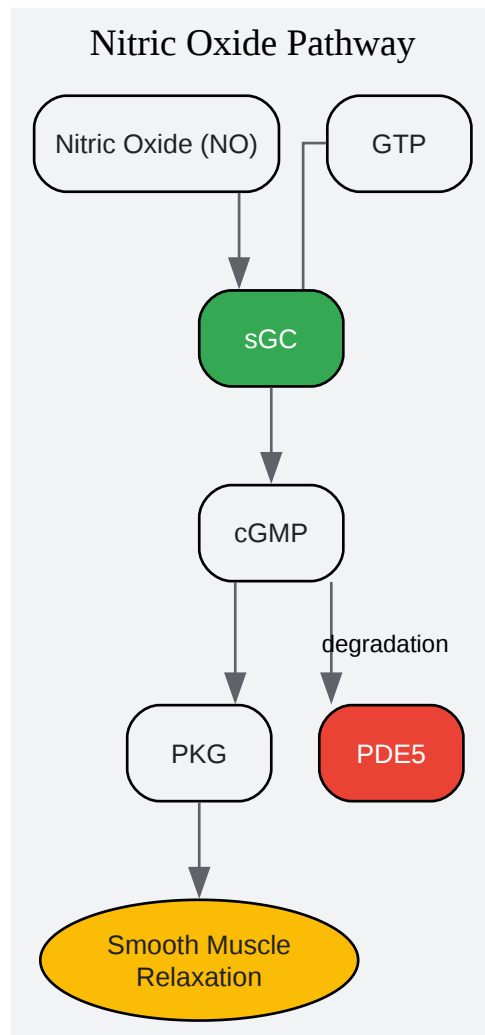 Nitric Oxide Pathway
Nitric Oxide (NO)
GTP
sGC
cGMP
degradation
PKG
PDE5
Smooth Muscle
Relaxation